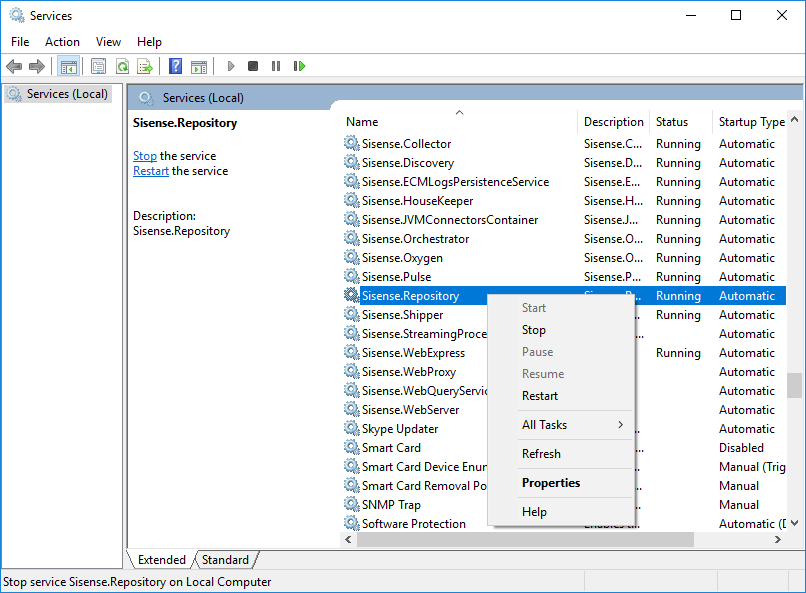 Services
File Action View Help
Services (Local)
Services (Local)
Sisense.Repository
Stop the service
Restart the service
Description:
Sisense.Repository
Name Description Status Startup Type
Sisense.Collector Sisense.C... Running Automatic
Sisense.Discovery Sisense.D... Running Automatic
Sisense.ECMLogsPersistenceService Sisense.E... Running Automatic
Sisense.HouseKeeper Sisense.H... Running Automatic
Sisense.JVMConnectorsContainer Sisense.J... Running Automatic
Sisense.Orchestrator Sisense.O... Running Automatic
Sisense.Oxygen Sisense.O... Running Automatic
Sisense.Pulse Sisense.P... Running Automatic
Sisense.Repository Running Automatic
Sisense.Shipper Running Automatic
Sisense.StreamingProce Automatic
Sisense.WebExpress Running Automatic
Sisense.WebProxy Automatic
Sisense.WebQueryServic Automatic
Sisense.WebServer Automatic
Skype Updater Automatic
Smart Card Disabled
Smart Card Device Enun Manual (Trig
Smart Card Removal Po Manual
SNMP Trap Manual
Software Protection Automatic (D
Start
Stop
Pause
Resume
Restart
All Tasks
Refresh
Properties
Help
Extended Standard
Stop service Sisense.Repository on Local Computer